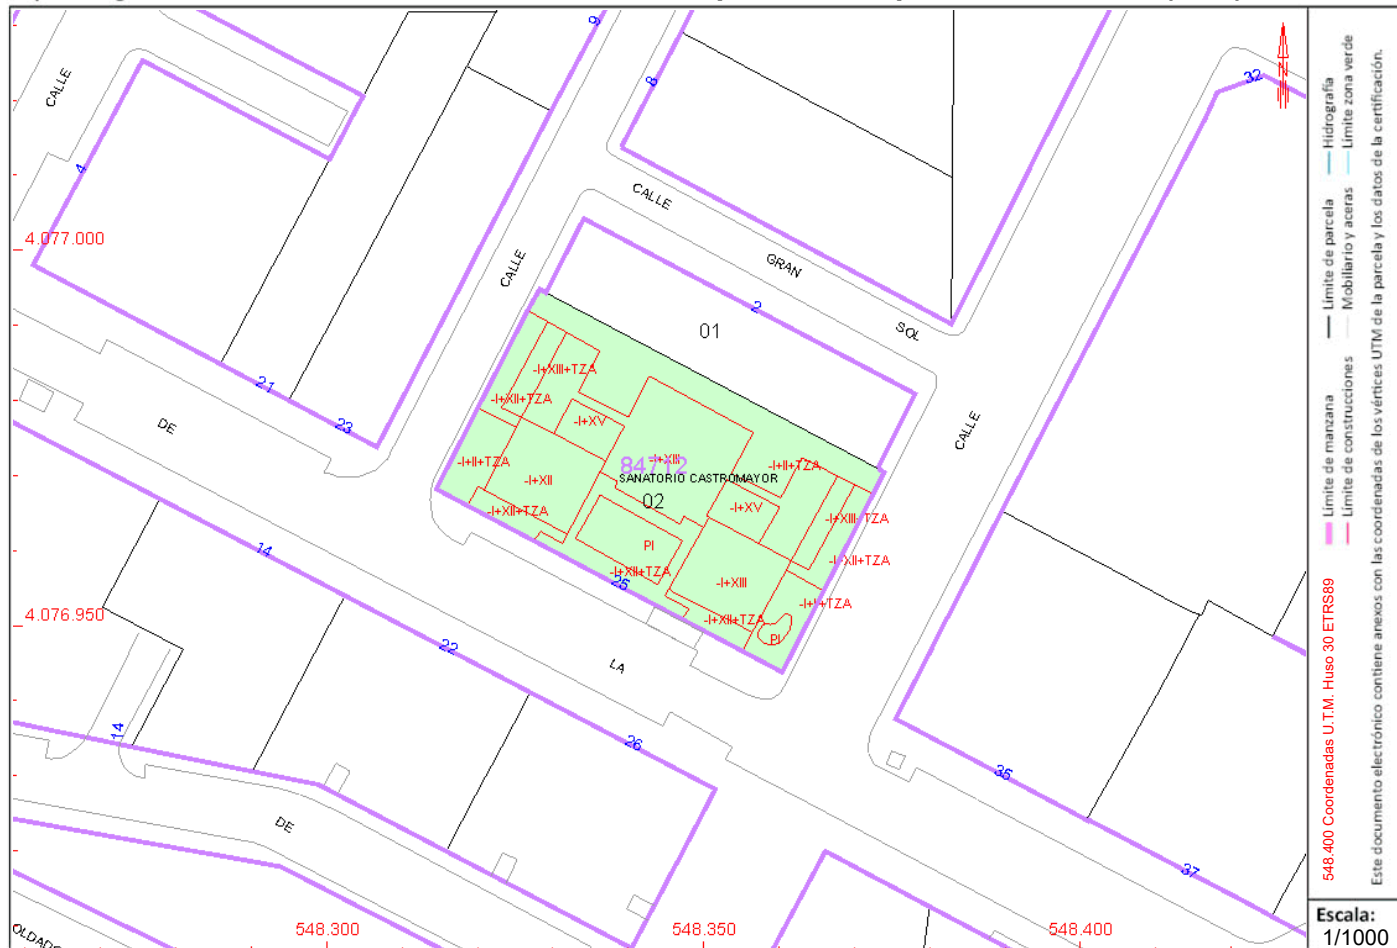 CALLE
9
8
32
4
CALLE
4.077.000
CALLE
GRAN
2
SOL
01
-I+XIII+TZA
-I+XII+TZA
21
-I+XV
23
DE
CALLE
-I+II+TZA
84712
-I+XIII
-I+II+TZA
SANATORIO CASTROMAYOR
-I+XII
02
-I+XV
-I+XII+TZA
-I+XIII+TZA
PI
14
-I+XII+TZA
-I+XII+TZA
25
-I+XIII
4.076.950
-I+XII+TZA
PI
22
LA
14
26
35
DE
37
548.300
548.350
548.400
Limite de manzana
Limite de parcela
Hidrografía
Limite de construcciones
Mobiliario y aceras
Limite zona verde
548.400 Coordenadas U.T.M. Huso 30 ETRS89
Este documento electrónico contiene anexos con las coordenadas de los vértices UTM de la parcela y los datos de la certificación.
Escala:
1/1000